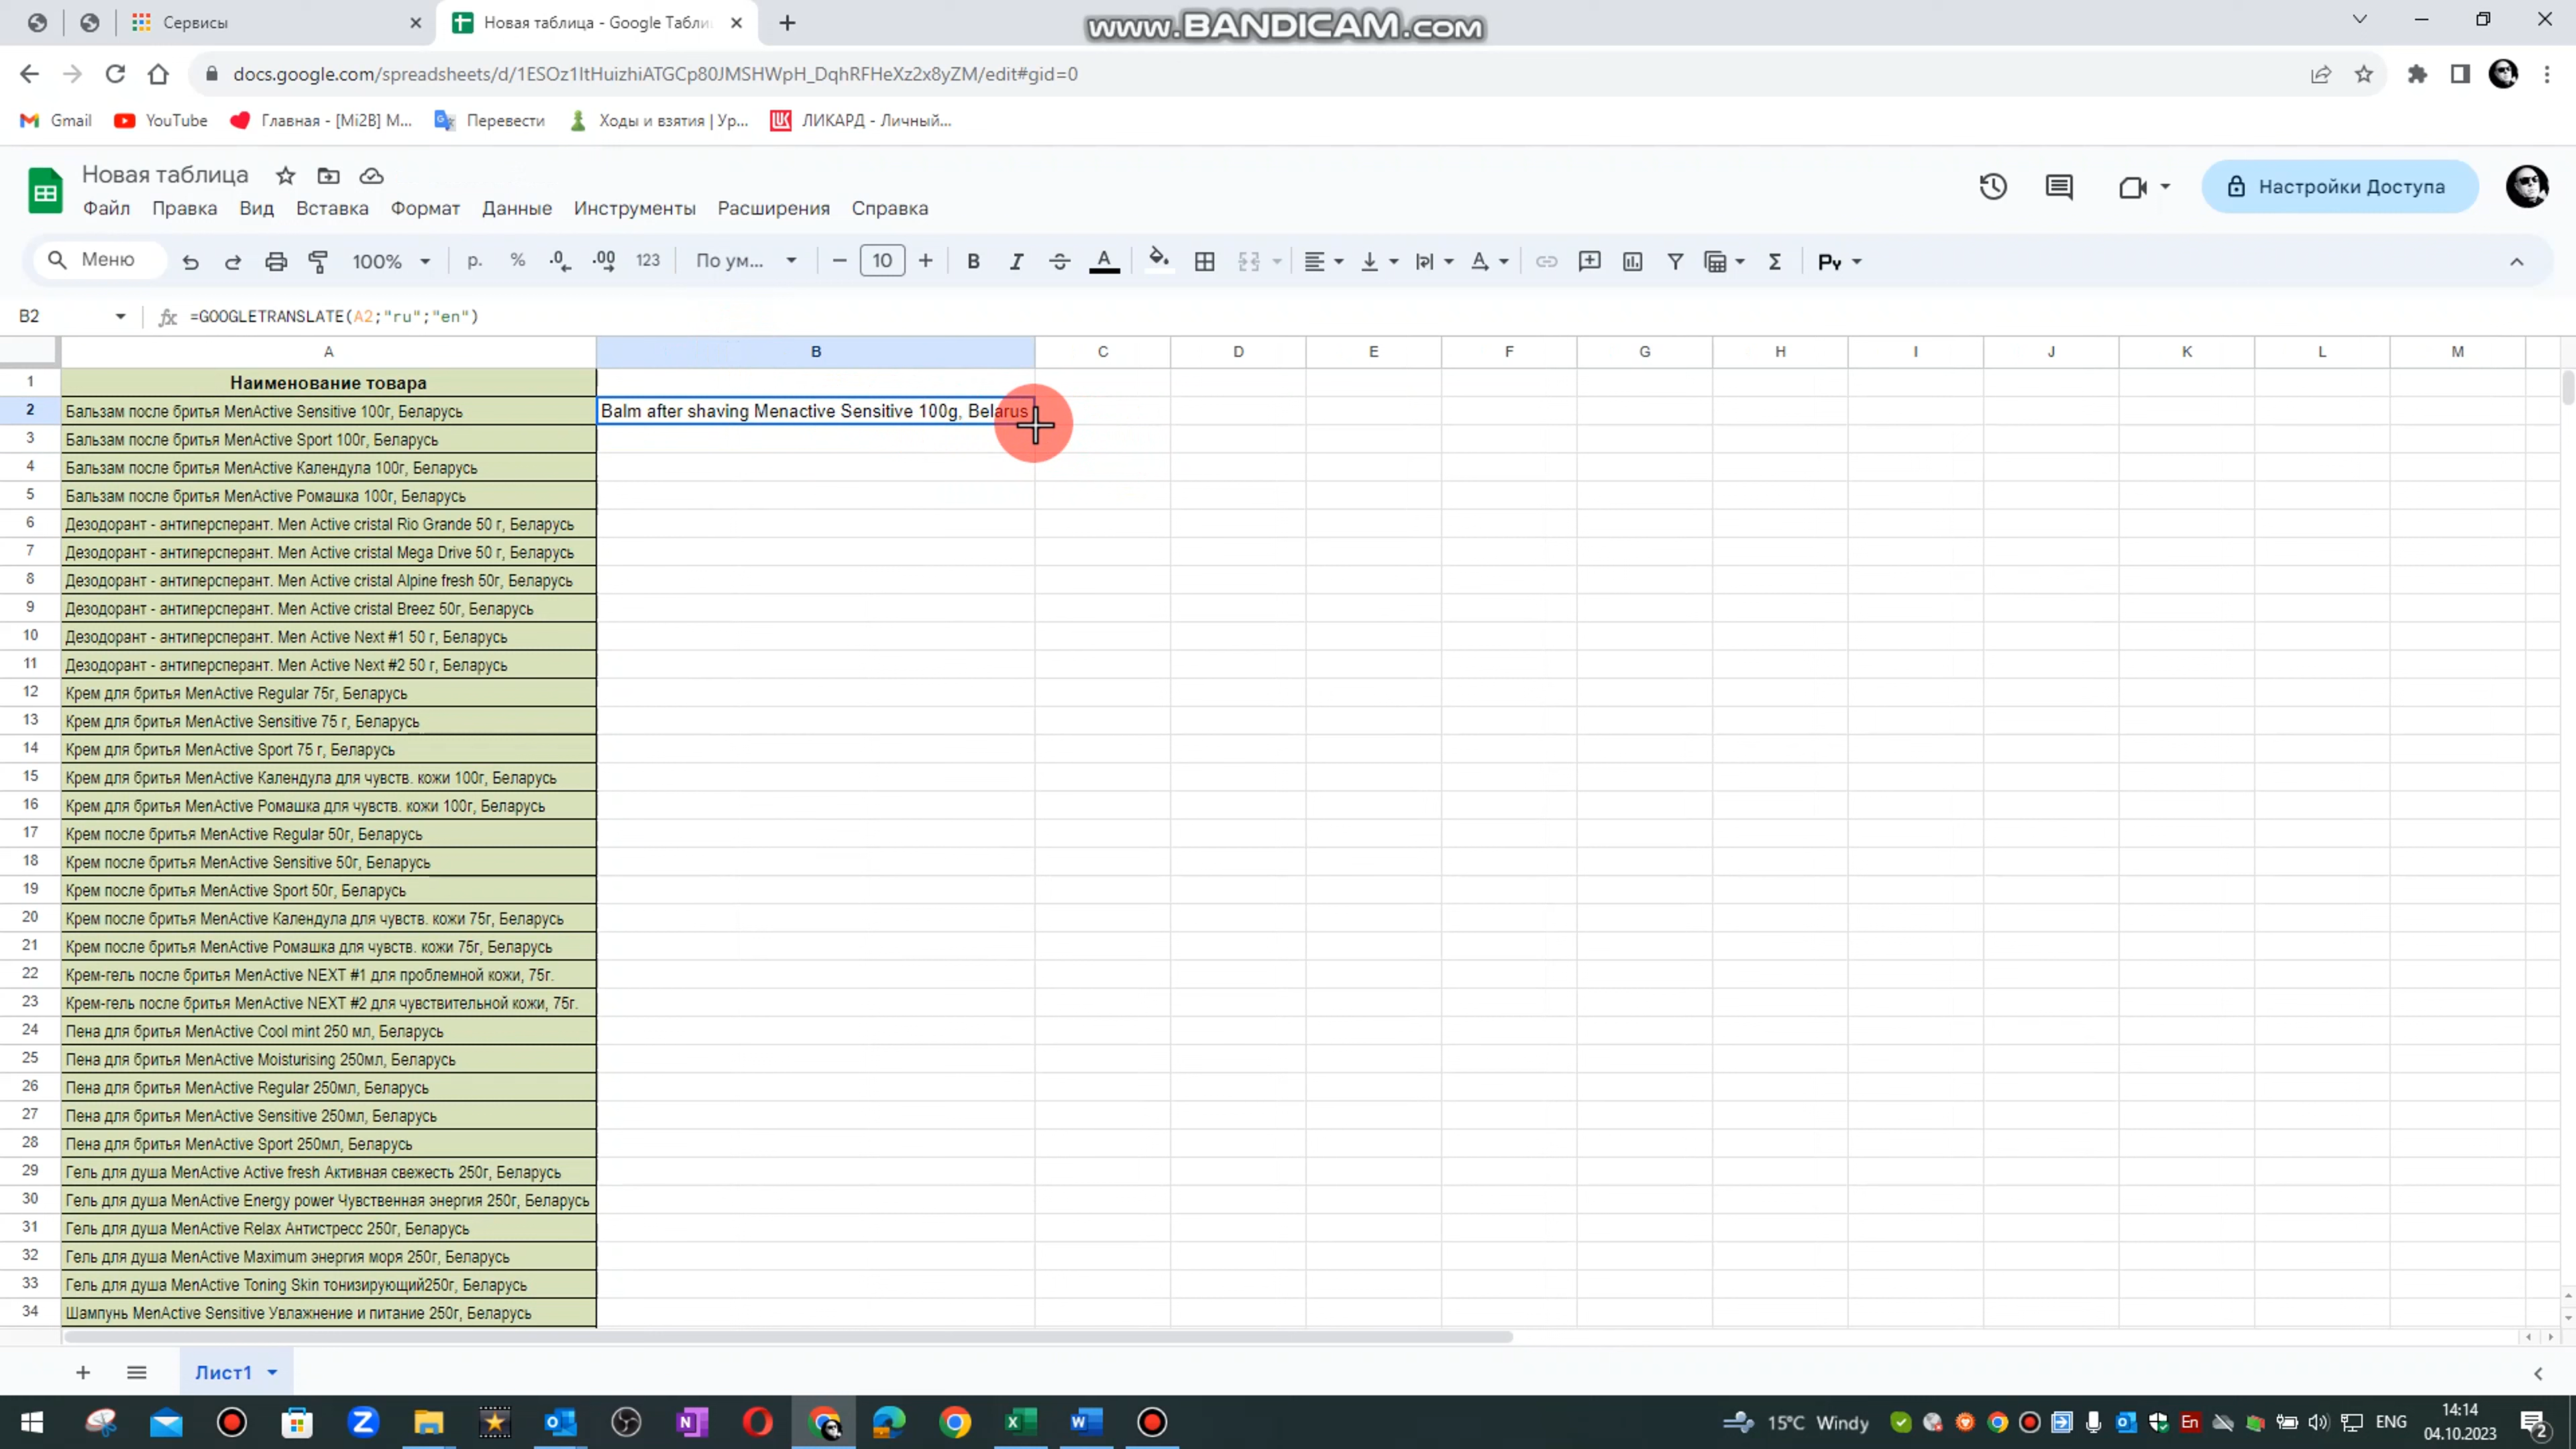 Сервисы
Новая таблица - Google Табли
www.BANDICAM.com
docs.google.com/spreadsheets/d/1ESOz1ItHuizhiATGCp80JMSHWpH_DqhRFHeXz2x8yZM/edit#gid=0
Gmail YouTube Главная - [Mi2B] M... Перевести Ходы и взятия | Ур... ЛИКАРД - Личный...
Новая таблица
Файл Правка Вид Вставка Формат Данные Инструменты Расширения Справка
Настройки Доступа
Меню 100% р. % .0 .00 123 По ум... 10 B I A Σ Py
B2 fx =GOOGLETRANSLATE(A2;"ru";"en")
A B C D E F G H I J K L M
1 Наименование товара
2 Бальзам после бритья MenActive Sensitive 100г, Беларусь Balm after shaving Menactive Sensitive 100g, Belarus
3 Бальзам после бритья MenActive Sport 100г, Беларусь
4 Бальзам после бритья MenActive Календула 100г, Беларусь
5 Бальзам после бритья MenActive Ромашка 100г, Беларусь
6 Дезодорант - антиперсперант. Men Active cristal Rio Grande 50 г, Беларусь
7 Дезодорант - антиперсперант. Men Active cristal Mega Drive 50 г, Беларусь
8 Дезодорант - антиперсперант. Men Active cristal Alpine fresh 50г, Беларусь
9 Дезодорант - антиперсперант. Men Active cristal Breez 50г, Беларусь
10 Дезодорант - антиперсперант. Men Active Next #1 50 г, Беларусь
11 Дезодорант - антиперсперант. Men Active Next #2 50 г, Беларусь
12 Крем для бритья MenActive Regular 75г, Беларусь
13 Крем для бритья MenActive Sensitive 75 г, Беларусь
14 Крем для бритья MenActive Sport 75 г, Беларусь
15 Крем для бритья MenActive Календула для чувств. кожи 100г, Беларусь
16 Крем для бритья MenActive Ромашка для чувств. кожи 100г, Беларусь
17 Крем после бритья MenActive Regular 50г, Беларусь
18 Крем после бритья MenActive Sensitive 50г, Беларусь
19 Крем после бритья MenActive Sport 50г, Беларусь
20 Крем после бритья MenActive Календула для чувств. кожи 75г, Беларусь
21 Крем после бритья MenActive Ромашка для чувств. кожи 75г, Беларусь
22 Крем-гель после бритья MenActive NEXT #1 для проблемной кожи, 75г.
23 Крем-гель после бритья MenActive NEXT #2 для чувствительной кожи, 75г.
24 Пена для бритья MenActive Cool mint 250 мл, Беларусь
25 Пена для бритья MenActive Moisturising 250мл, Беларусь
26 Пена для бритья MenActive Regular 250мл, Беларусь
27 Пена для бритья MenActive Sensitive 250мл, Беларусь
28 Пена для бритья MenActive Sport 250мл, Беларусь
29 Гель для душа MenActive Active fresh Активная свежесть 250г, Беларусь
30 Гель для душа MenActive Energy power Чувственная энергия 250г, Беларусь
31 Гель для душа MenActive Relax Антистресс 250г, Беларусь
32 Гель для душа MenActive Maximum энергия моря 250г, Беларусь
33 Гель для душа MenActive Toning Skin тонизирующий250г, Беларусь
34 Шампунь MenActive Sensitive Увлажнение и питание 250г, Беларусь
Лист1
15°C Windy En ENG 14:14
04.10.2023 2